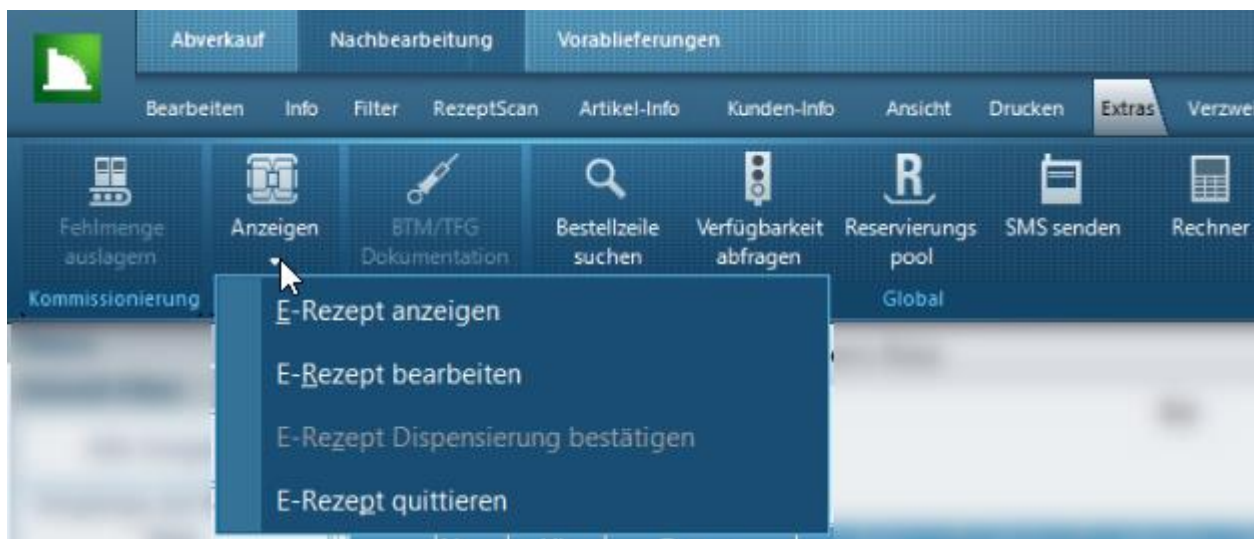 Abverkauf Nachbearbeitung Vorablieferungen
Bearbeiten Info Filter RezeptScan Artikel-Info Kunden-Info Ansicht Drucken Extras Verzwe
Fehlmenge auslagern
Anzeigen
BTM/TFG Dokumentation
Bestellzeile suchen
Verfügbarkeit abfragen
Reservierungs pool
SMS senden
Rechner
Kommissionierung
Global
E-Rezept anzeigen
E-Rezept bearbeiten
E-Rezept Dispensierung bestätigen
E-Rezept quittieren